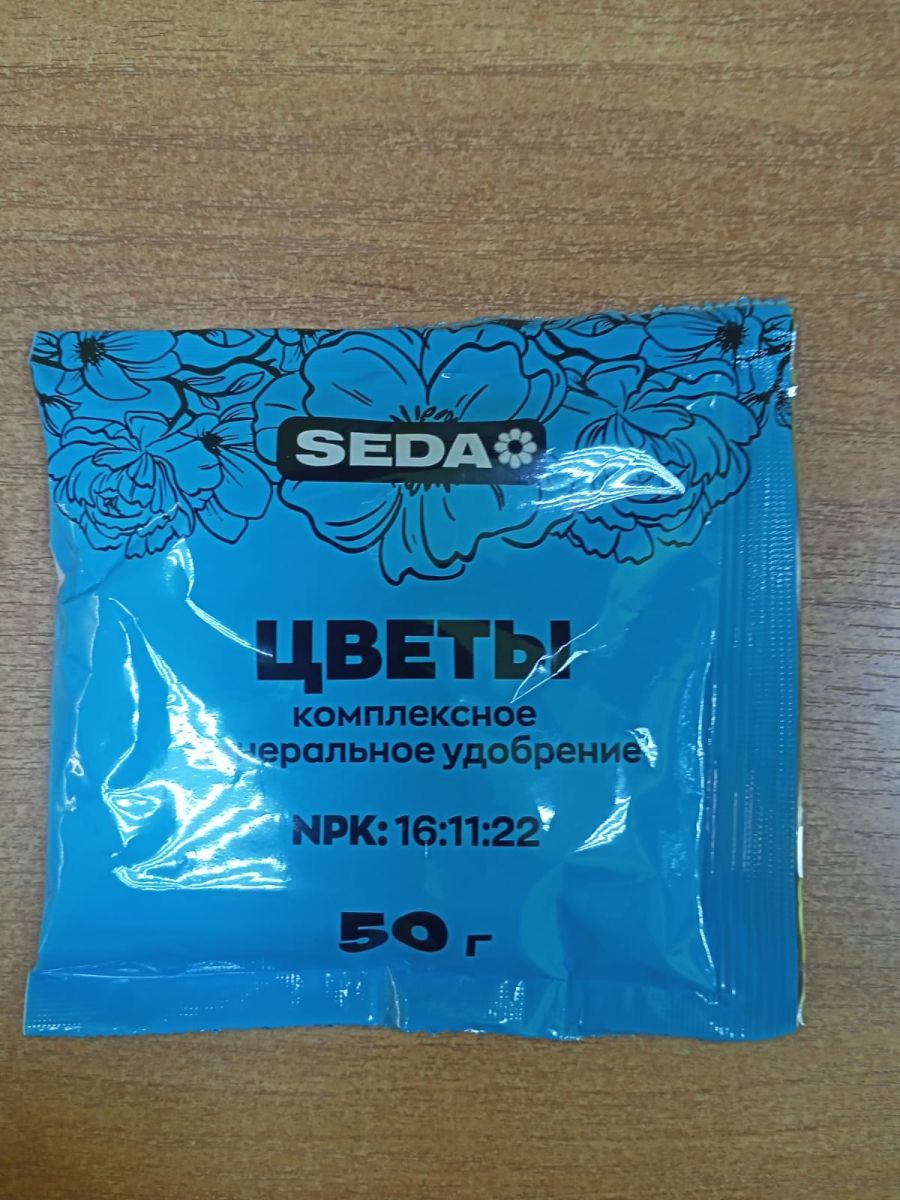 SEDA
ЦВЕТЫ
комплексное
удобрение
NPK: 16:11:22
50 г